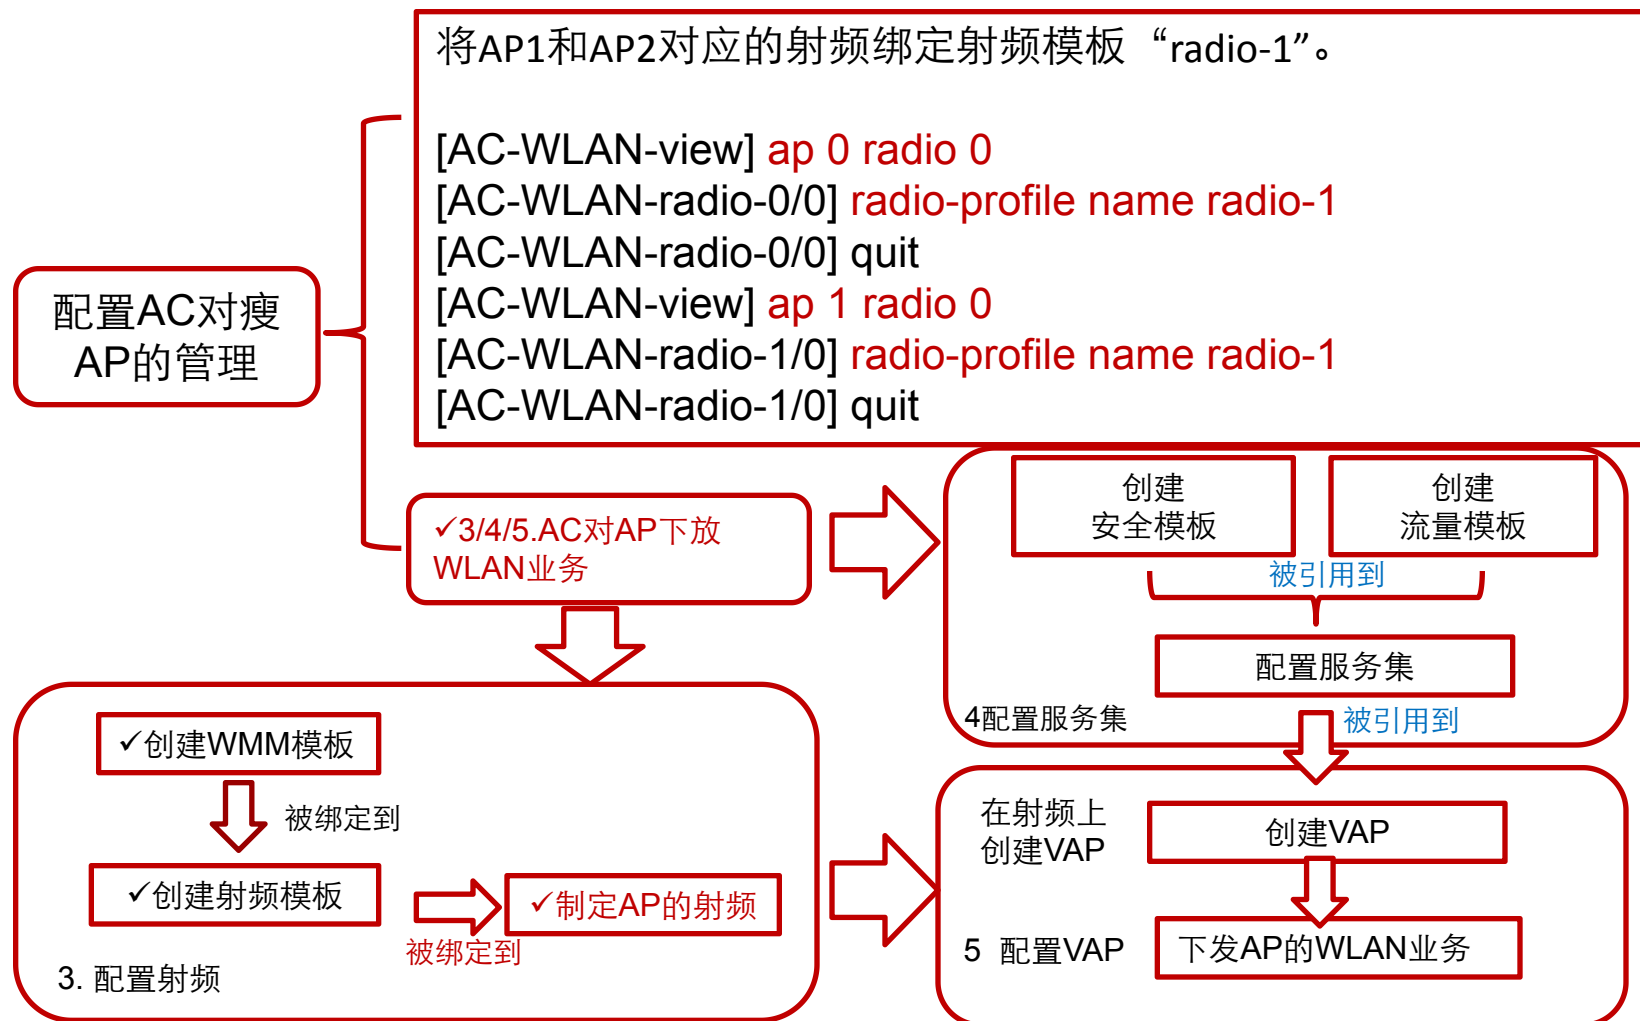 将AP1和AP2对应的射频绑定射频模板“radio-1”。
[AC-WLAN-view] ap 0 radio 0
[AC-WLAN-radio-0/0] radio-profile name radio-1
[AC-WLAN-radio-0/0] quit
[AC-WLAN-view] ap 1 radio 0
[AC-WLAN-radio-1/0] radio-profile name radio-1
[AC-WLAN-radio-1/0] quit
配置AC对瘦
AP的管理
✓3/4/5.AC对AP下放
WLAN业务
创建
安全模板
创建
流量模板
被引用到
配置服务集
4配置服务集
被引用到
✓创建WMM模板
被绑定到
✓创建射频模板
被绑定到
✓制定AP的射频
3. 配置射频
在射频上
创建VAP
创建VAP
5 配置VAP
下发AP的WLAN业务